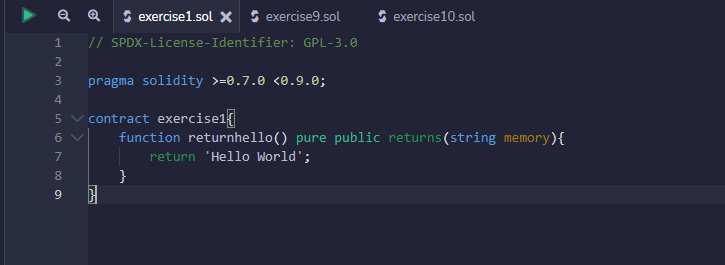 exercise1.sol exercise9.sol exercise10.sol
1 // SPDX-License-Identifier: GPL-3.0
2
3 pragma solidity >=0.7.0 <0.9.0;
4
5 contract exercise1{
6 function returnhello() pure public returns(string memory){
7 return 'Hello World';
8 }
9 }